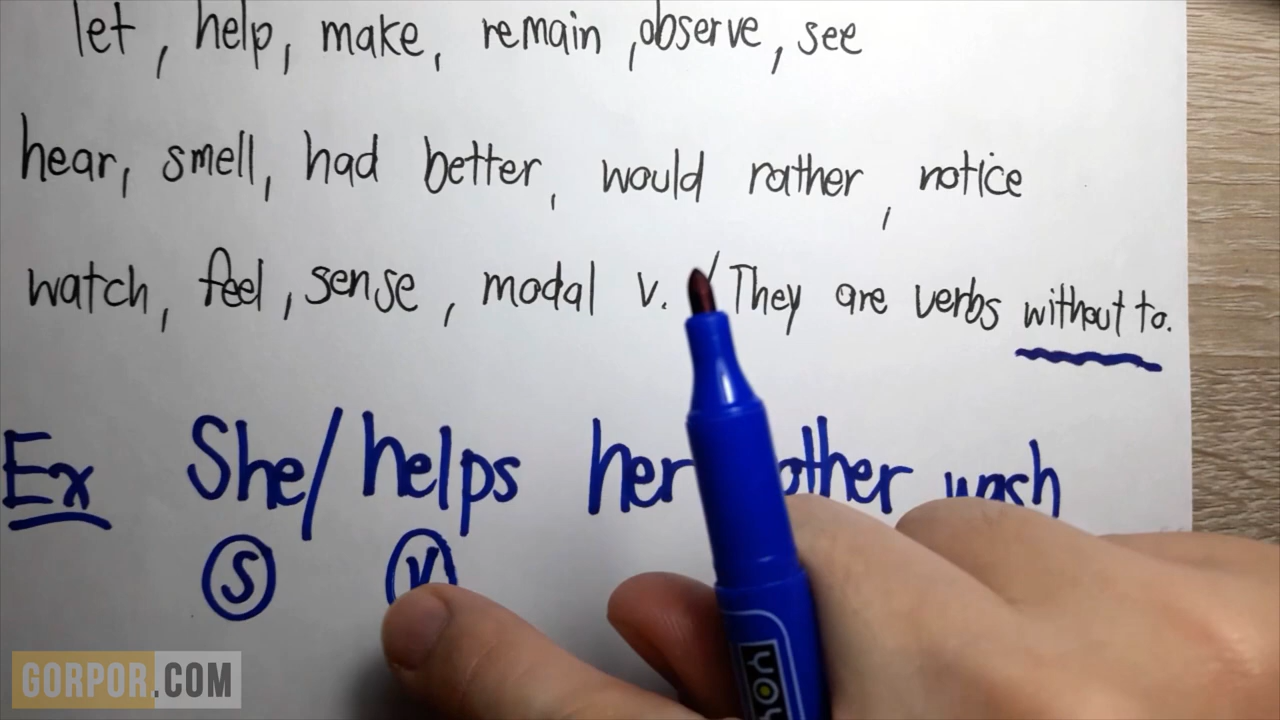 let, help, make, remain, observe, see
hear, smell, had better, would rather, notice
watch, feel, sense, modal v. / They are verbs without to.
Ex She/ helps her wash
S V
GORPOR.COM